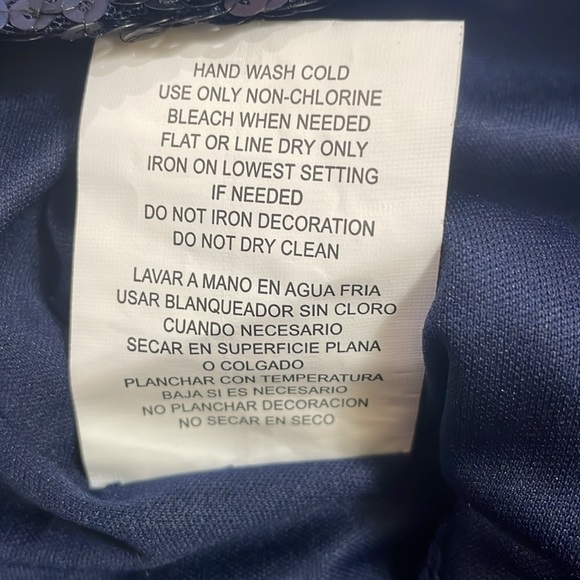 HAND WASH COLD
USE ONLY NON-CHLORINE
BLEACH WHEN NEEDED
FLAT OR LINE DRY ONLY
IRON ON LOWEST SETTING
IF NEEDED
DO NOT IRON DECORATION
DO NOT DRY CLEAN
LAVAR A MANO EN AGUA FRIA
USAR BLANQUEADOR SIN CLORO
CUANDO NECESARIO
SECAR EN SUPERFICIE PLANA
O COLGADO
PLANCHAR CON TEMPERATURA
BAJA SI ES NECESARIO
NO PLANCHAR DECORACION
NO SECAR EN SECO